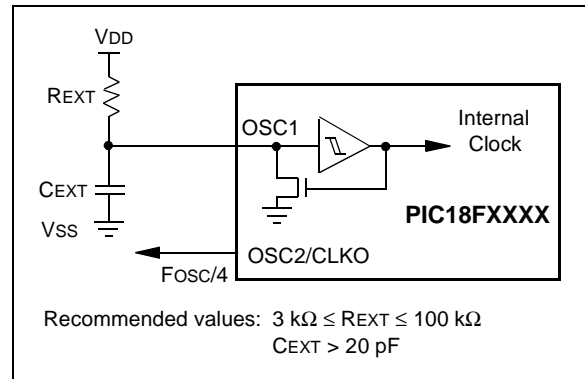 VDD
REXT
OSC1
Internal
Clock
CEXT
PIC18FXXXX
VSS
OSC2/CLKO
FOSC/4
Recommended values: 3 kΩ ≤ REXT ≤ 100 kΩ
CEXT > 20 pF